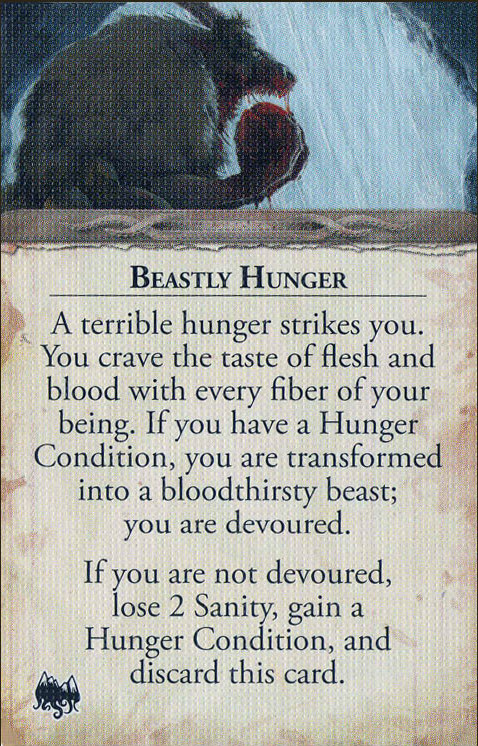 BEASTLY HUNGER
A terrible hunger strikes you.
You crave the taste of flesh and
blood with every fiber of your
being. If you have a Hunger
Condition, you are transformed
into a bloodthirsty beast;
you are devoured.
If you are not devoured,
lose 2 Sanity, gain a
Hunger Condition, and
discard this card.